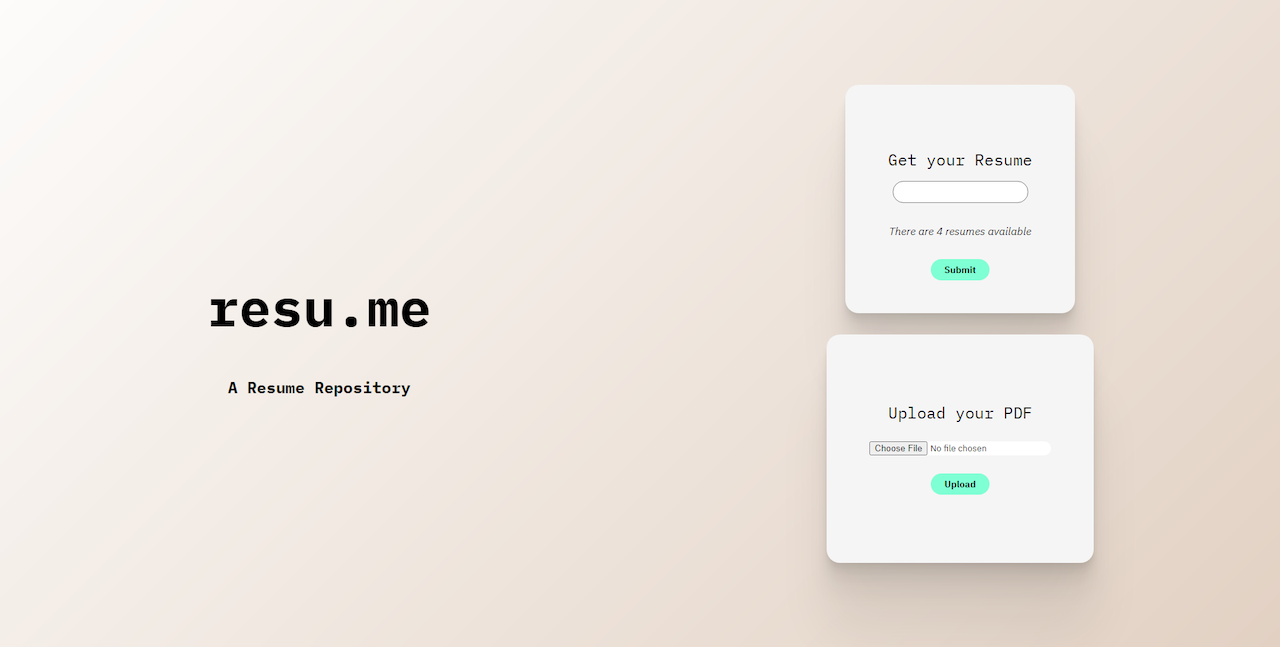 resu.me
A Resume Repository
Get your Resume
There are 4 resumes available
Submit
Upload your PDF
Choose File No file chosen
Upload